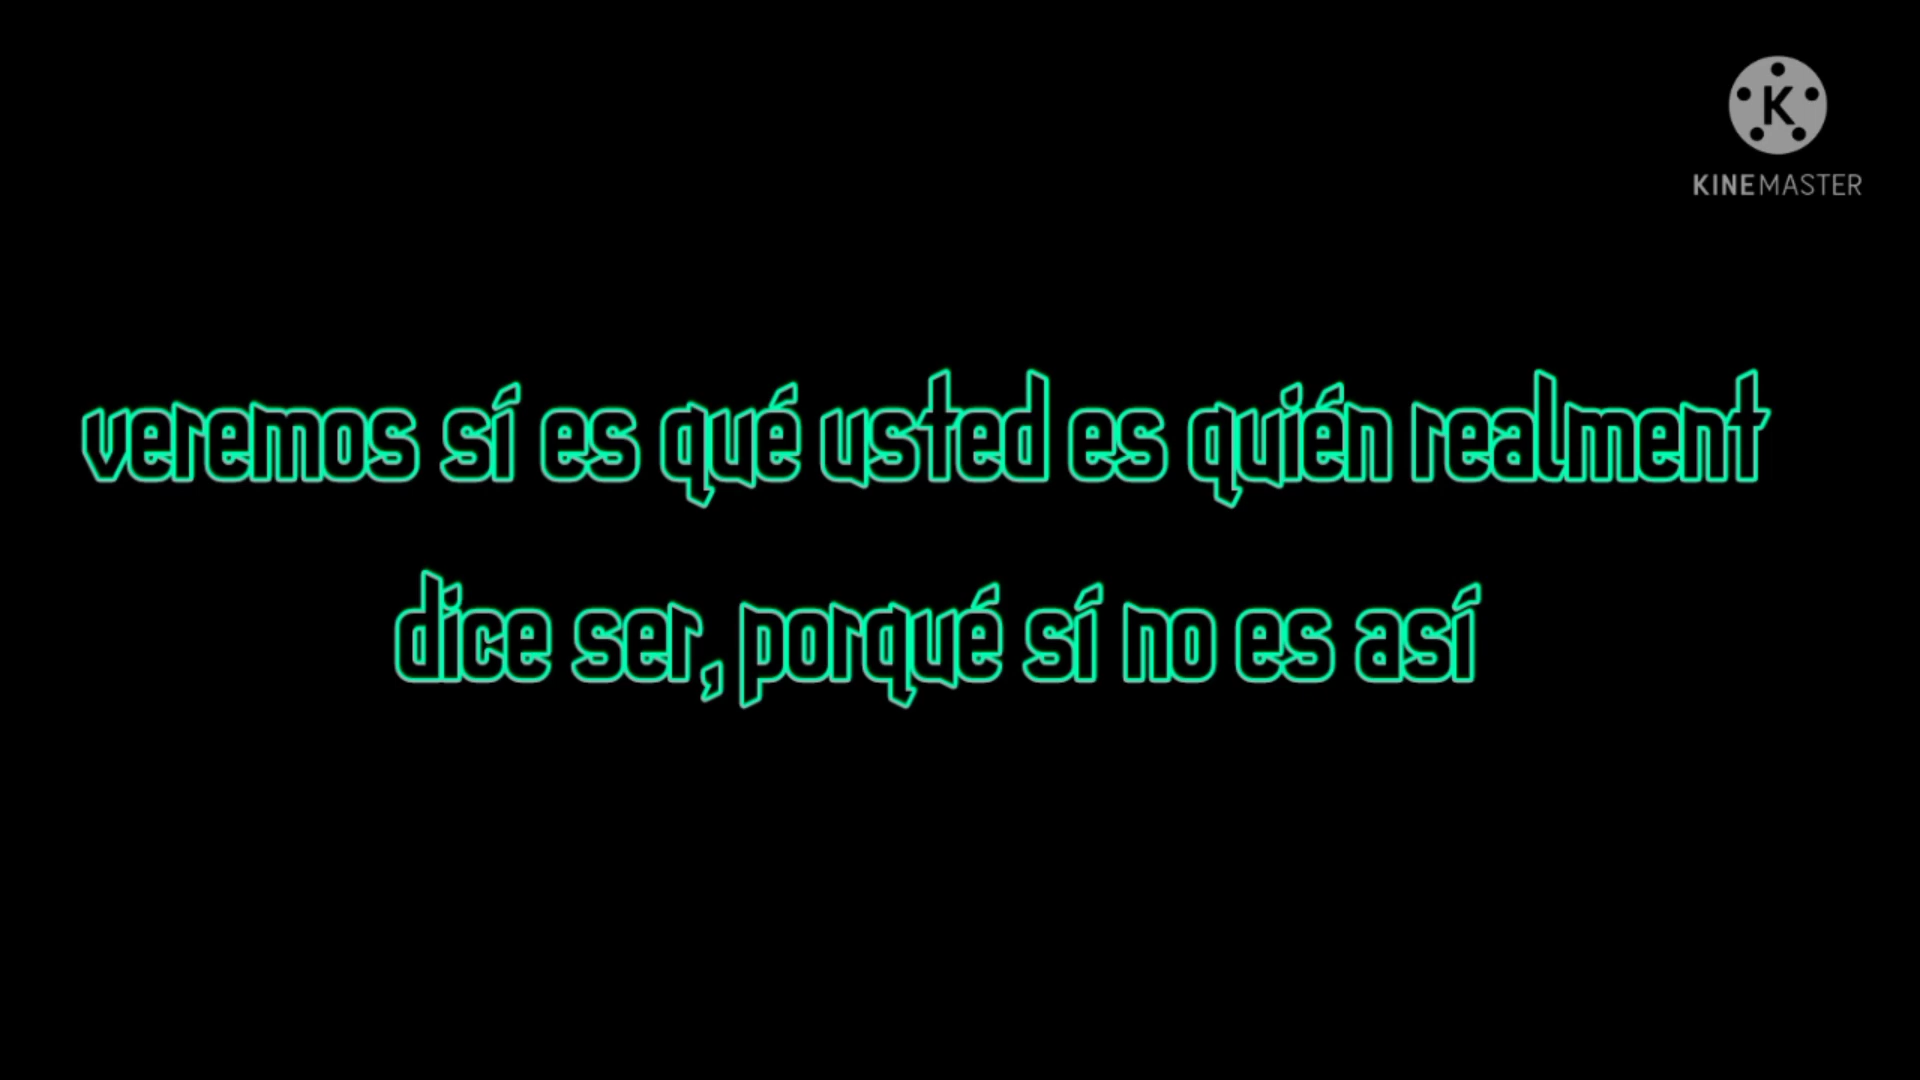 KINEMASTER
veremos sí es qué usted es quién realment
dice ser, porqué sí no es así